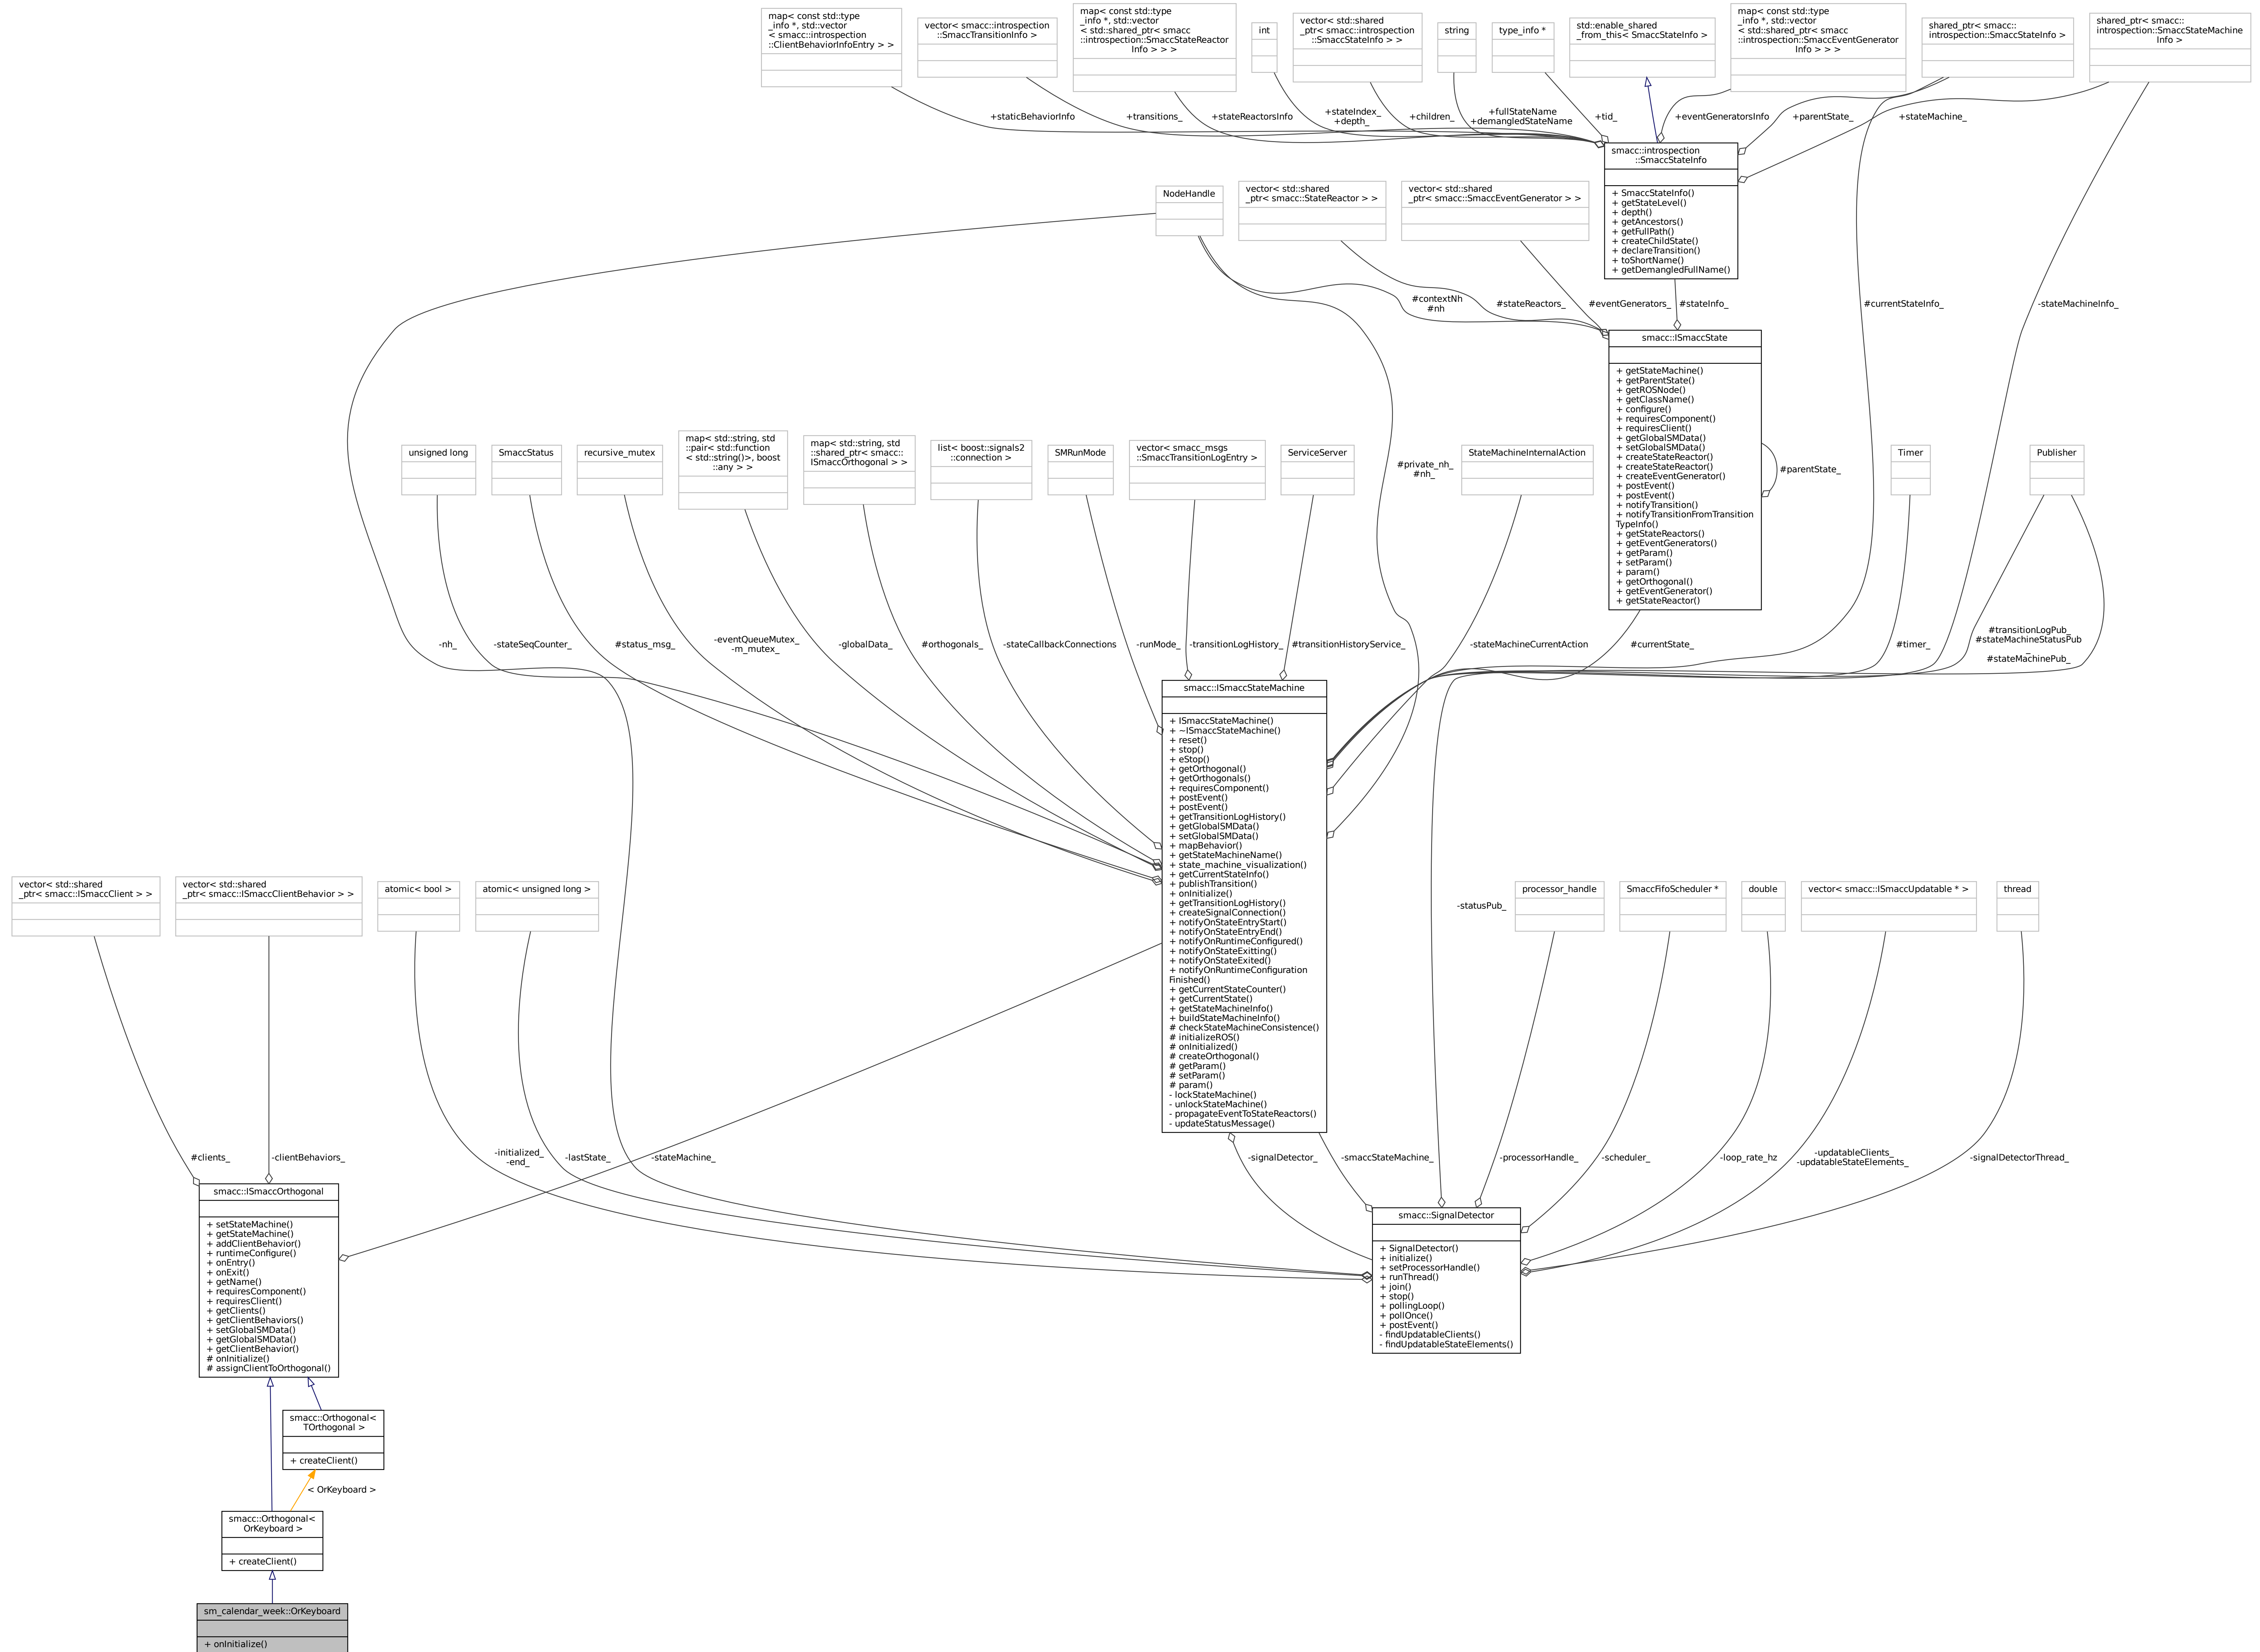 map< const std::type
_info *, std::vector
< smacc::introspection
::ClientBehaviorInfoEntry > >
vector< smacc::introspection
::SmaccTransitionInfo >
map< const std::type
_info *, std::vector
< std::shared_ptr< smacc
::introspection::SmaccStateReactor
Info > > >
int
vector< std::shared
_ptr< smacc::introspection
::SmaccStateInfo > >
string
type_info *
std::enable_shared
_from_this< SmaccStateInfo >
map< const std::type
_info *, std::vector
< std::shared_ptr< smacc
::introspection::SmaccEventGenerator
Info > > >
shared_ptr< smacc::
introspection::SmaccStateInfo >
shared_ptr< smacc::
introspection::SmaccStateMachine
Info >
+staticBehaviorInfo
+transitions_
+stateReactorsInfo
+stateIndex_
+depth_
+children_
+fullStateName
+demangledStateName
+tid_
+eventGeneratorsInfo
+parentState_
+stateMachine_
smacc::introspection
::SmaccStateInfo
+ SmaccStateInfo()
+ getStateLevel()
+ depth()
+ getAncestors()
+ getFullPath()
+ createChildState()
+ declareTransition()
+ toShortName()
+ getDemangledFullName()
NodeHandle
vector< std::shared
_ptr< smacc::StateReactor > >
vector< std::shared
_ptr< smacc::SmaccEventGenerator > >
#contextNh
#nh
#stateReactors_
#eventGenerators_
#stateInfo_
#currentStateInfo_
-stateMachineInfo_
smacc::ISmaccState
+ getStateMachine()
+ getParentState()
+ getROSNode()
+ getClassName()
+ configure()
+ requiresComponent()
+ requiresClient()
+ getGlobalSMData()
+ setGlobalSMData()
+ createStateReactor()
+ createStateReactor()
+ createEventGenerator()
+ postEvent()
+ postEvent()
+ notifyTransition()
+ notifyTransitionFromTransition
TypeInfo()
+ getStateReactors()
+ getEventGenerators()
+ getParam()
+ setParam()
+ param()
+ getOrthogonal()
+ getEventGenerator()
+ getStateReactor()
#parentState_
unsigned long
SmaccStatus
recursive_mutex
map< std::string, std
::pair< std::function
< std::string()>, boost
::any > >
map< std::string, std
::shared_ptr< smacc::
ISmaccOrthogonal > >
list< boost::signals2
::connection >
SMRunMode
vector< smacc_msgs
::SmaccTransitionLogEntry >
ServiceServer
#private_nh_
#nh_
StateMachineInternalAction
Timer
Publisher
-nh_
-stateSeqCounter_
#status_msg_
-eventQueueMutex_
-m_mutex_
-globalData_
#orthogonals_
-stateCallbackConnections
-runMode_
-transitionLogHistory_
#transitionHistoryService_
-stateMachineCurrentAction
#currentState_
#timer_
#transitionLogPub_
#stateMachineStatusPub
_
#stateMachinePub_
smacc::ISmaccStateMachine
+ ISmaccStateMachine()
+ ~ISmaccStateMachine()
+ reset()
+ stop()
+ eStop()
+ getOrthogonal()
+ getOrthogonals()
+ requiresComponent()
+ postEvent()
+ postEvent()
+ getTransitionLogHistory()
+ getGlobalSMData()
+ setGlobalSMData()
+ mapBehavior()
+ getStateMachineName()
+ state_machine_visualization()
+ getCurrentStateInfo()
+ publishTransition()
+ onInitialize()
+ getTransitionLogHistory()
+ createSignalConnection()
+ notifyOnStateEntryStart()
+ notifyOnStateEntryEnd()
+ notifyOnRuntimeConfigured()
+ notifyOnStateExitting()
+ notifyOnStateExited()
+ notifyOnRuntimeConfiguration
Finished()
+ getCurrentStateCounter()
+ getCurrentState()
+ getStateMachineInfo()
+ buildStateMachineInfo()
# checkStateMachineConsistence()
# initializeROS()
# onInitialized()
# createOrthogonal()
# getParam()
# setParam()
# param()
- lockStateMachine()
- unlockStateMachine()
- propagateEventToStateReactors()
- updateStatusMessage()
vector< std::shared
_ptr< smacc::ISmaccClient > >
vector< std::shared
_ptr< smacc::ISmaccClientBehavior > >
atomic< bool >
atomic< unsigned long >
-statusPub_
processor_handle
SmaccFifoScheduler *
double
vector< smacc::ISmaccUpdatable * >
thread
#clients_
-clientBehaviors_
-initialized_
-end_
-lastState_
-stateMachine_
-signalDetector_
-smaccStateMachine_
-processorHandle_
-scheduler_
-loop_rate_hz
-updatableClients_
-updatableStateElements_
-signalDetectorThread_
smacc::ISmaccOrthogonal
+ setStateMachine()
+ getStateMachine()
+ addClientBehavior()
+ runtimeConfigure()
+ onEntry()
+ onExit()
+ getName()
+ requiresComponent()
+ requiresClient()
+ getClients()
+ getClientBehaviors()
+ setGlobalSMData()
+ getGlobalSMData()
+ getClientBehavior()
# onInitialize()
# assignClientToOrthogonal()
smacc::SignalDetector
+ SignalDetector()
+ initialize()
+ setProcessorHandle()
+ runThread()
+ join()
+ stop()
+ pollingLoop()
+ pollOnce()
+ postEvent()
- findUpdatableClients()
- findUpdatableStateElements()
smacc::Orthogonal<
TOrthogonal >
+ createClient()
< OrKeyboard >
smacc::Orthogonal<
OrKeyboard >
+ createClient()
sm_calendar_week::OrKeyboard
+ onInitialize()